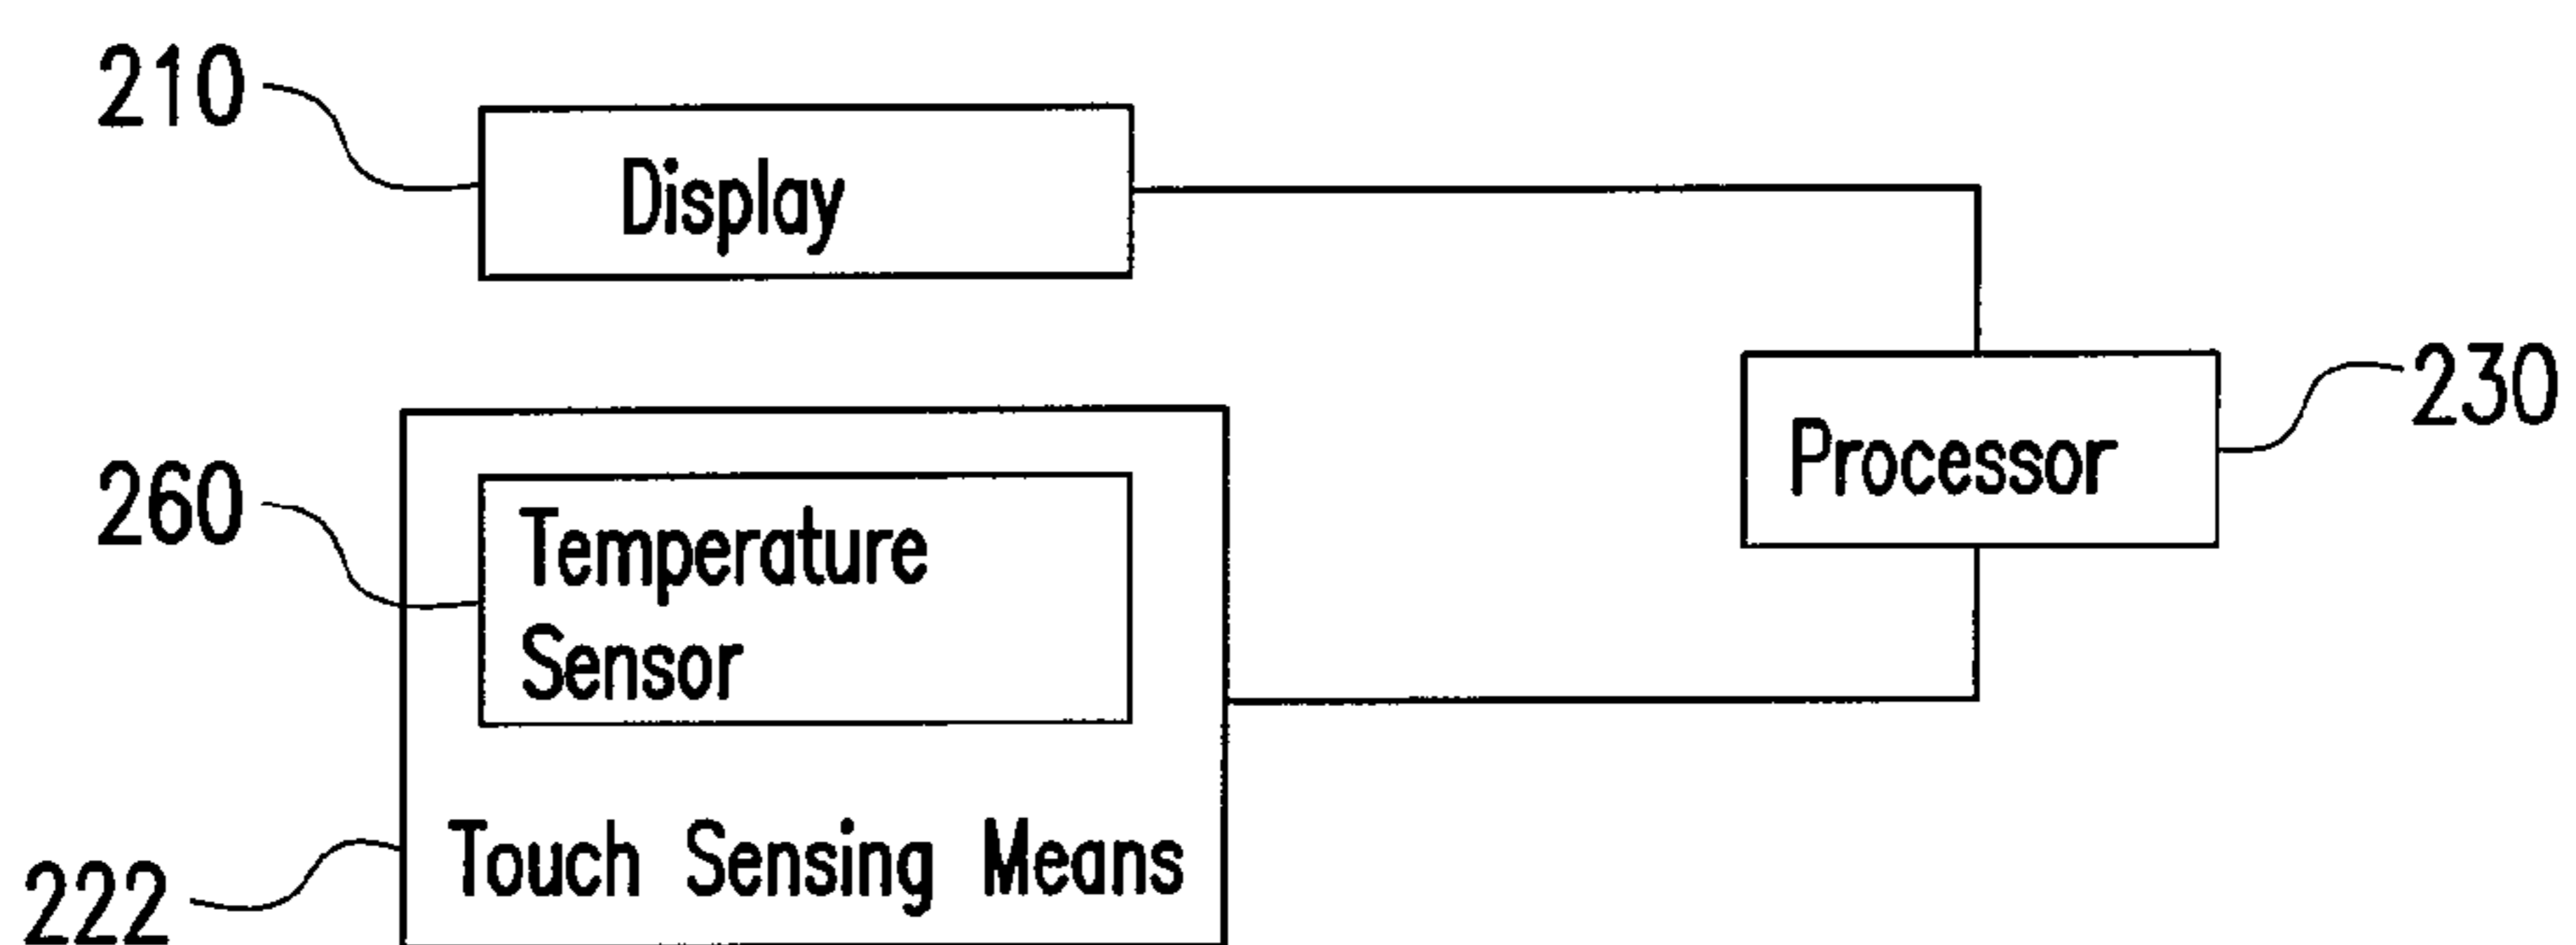 210
Display
230
Processor
260
Temperature
Sensor
Touch Sensing Means
222